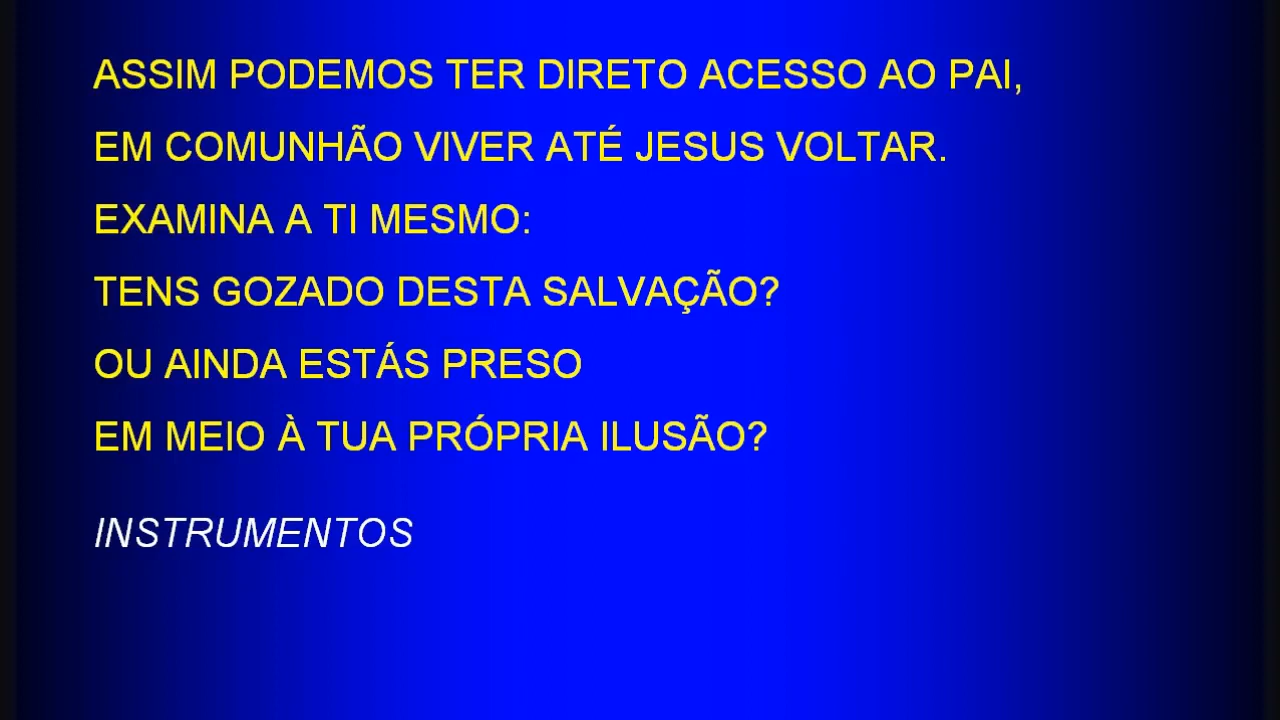 ASSIM PODEMOS TER DIRETO ACESSO AO PAI,
EM COMUNHÃO VIVER ATÉ JESUS VOLTAR.
EXAMINA A TI MESMO:
TENS GOZADO DESTA SALVAÇÃO?
OU AINDA ESTÁS PRESO
EM MEIO À TUA PRÓPRIA ILUSÃO?
INSTRUMENTOS